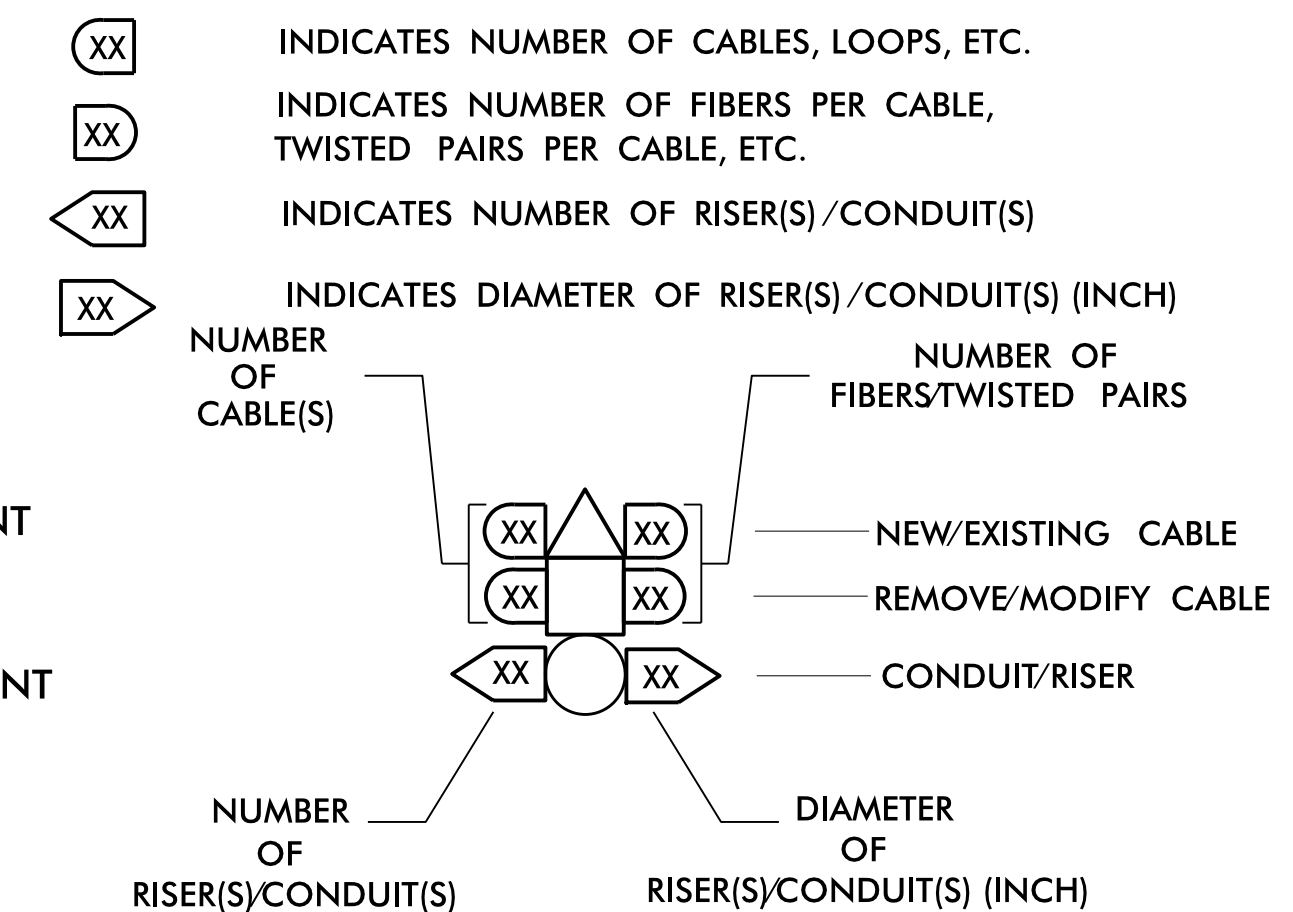 XX INDICATES NUMBER OF CABLES, LOOPS, ETC.
XX INDICATES NUMBER OF FIBERS PER CABLE,
TWISTED PAIRS PER CABLE, ETC.
XX INDICATES NUMBER OF RISER(S)/CONDUIT(S)
XX INDICATES DIAMETER OF RISER(S)/CONDUIT(S) (INCH)
NUMBER
OF
CABLE(S)
NUMBER OF
FIBERS/TWISTED PAIRS
NT
XX XX NEW/EXISTING CABLE
XX XX REMOVE/MODIFY CABLE
NT
XX XX CONDUIT/RISER
NUMBER
OF
RISER(S)/CONDUIT(S)
DIAMETER
OF
RISER(S)/CONDUIT(S) (INCH)